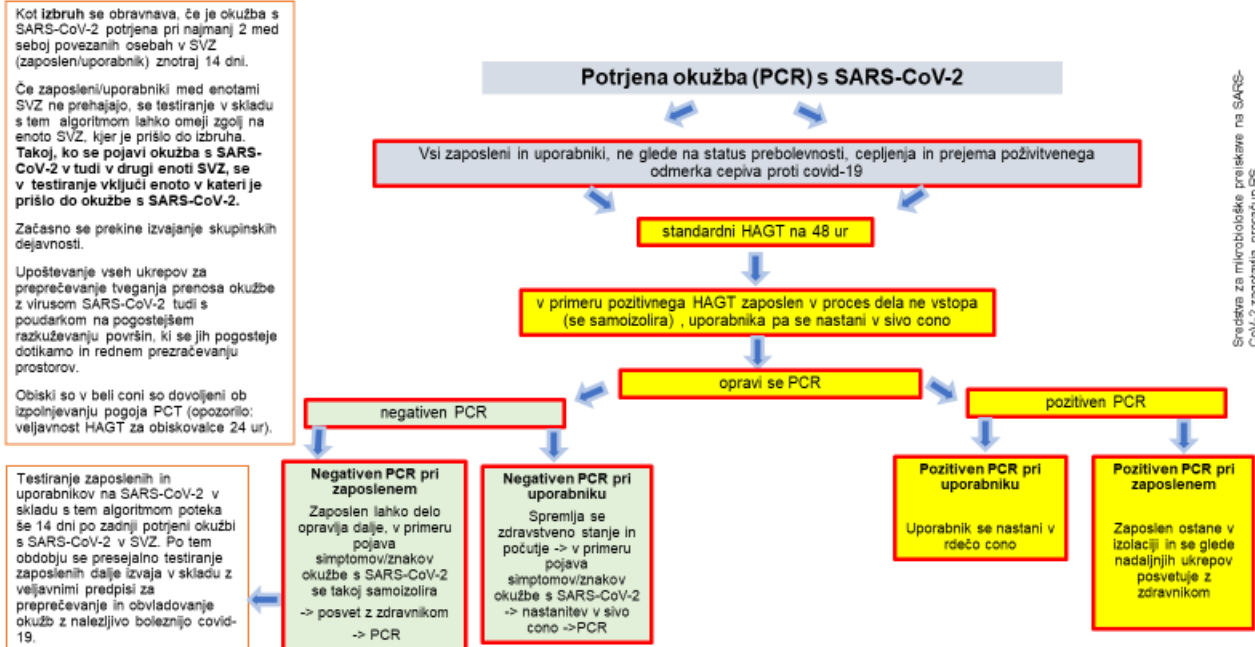 Kot izbruh se obravnava, če je okužba s
SARS-CoV-2 potrjena pri najmanj 2 med
seboj povezanih osebah v SVZ
(zaposlen/uporabnik) znotraj 14 dni.
Če zaposleni/uporabniki med enotami
SVZ ne prehajajo, se testiranje v skladu
s tem algoritmom lahko omeji zgolj na
enoto SVZ, kjer je prišlo do izbruha.
Takoj, ko se pojavi okužba s SARS-
CoV-2 v tudi v drugi enoti SVZ, se
v testiranje vključi enoto v kateri je
prišlo do okužbe s SARS-CoV-2.
Začasno se prekine izvajanje skupinskih
dejavnosti.
Upoštevanje vseh ukrepov za
preprečevanje tveganja prenosa okužbe
z virusom SARS-CoV-2 tudi s
poudarkom na pogostejšem
razkuževanju površin, ki se jih pogosteje
dotikamo in rednem prezračevanju
prostorov.
Obiski so v beli coni so dovoljeni ob
izpolnjevanju pogoja PCT (opozorilo:
veljavnost HAGT za obiskovalce 24 ur).
Testiranje zaposlenih in
uporabnikov na SARS-CoV-2 v
skladu s tem algoritmom poteka
še 14 dni po zadnji potrjeni okužbi
s SARS-CoV-2 v SVZ. Po tem
obdobju se presejalno testiranje
zaposlenih dalje izvaja v skladu z
veljavnimi predpisi za
preprečevanje in obvladovanje
okužb z nalezljivo boleznijo covid-
19.
Potrjena okužba (PCR) s SARS-CoV-2
Vsi zaposleni in uporabniki, ne glede na status prebolevnosti, cepljenja in prejema poživitvenega
odmerka cepiva proti covid-19
standardni HAGT na 48 ur
v primeru pozitivnega HAGT zaposlen v proces dela ne vstopa
(se samoizolira) , uporabnika pa se nastani v sivo cono
opravi se PCR
negativen PCR
pozitiven PCR
Negativen PCR pri
zaposlenem
Zaposlen lahko delo
opravlja dalje, v primeru
pojava
simptomov/znakov
okužbe s SARS-CoV-2
se takoj samoizolira
-> posvet z zdravnikom
-> PCR
Negativen PCR pri
uporabniku
Spremlja se
zdravstveno stanje in
počutje -> v primeru
pojava
simptomov/znakov
okužbe s SARS-CoV-2
-> nastanitev v sivo
cono ->PCR
Pozitiven PCR pri
uporabniku
Uporabnik se nastani v
rdečo cono
Pozitiven PCR pri
zaposlenem
Zaposlen ostane v
izolaciji in se glede
nadaljnjih ukrepov
posvetuje z
zdravnikom
Sredstva za mikrobiološke preiskave na SARS-
CoV-2 zagotavlja proračun RS